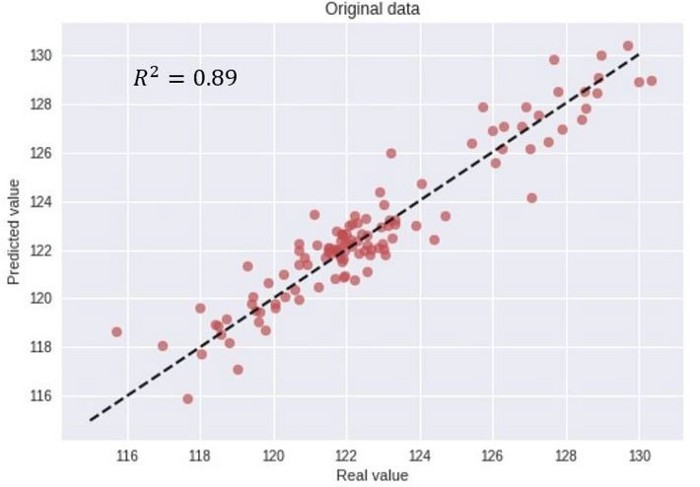 Original data
R² = 0.89
130
128
126
124
122
120
118
116
Predicted value
116 118 120 122 124 126 128 130
Real value